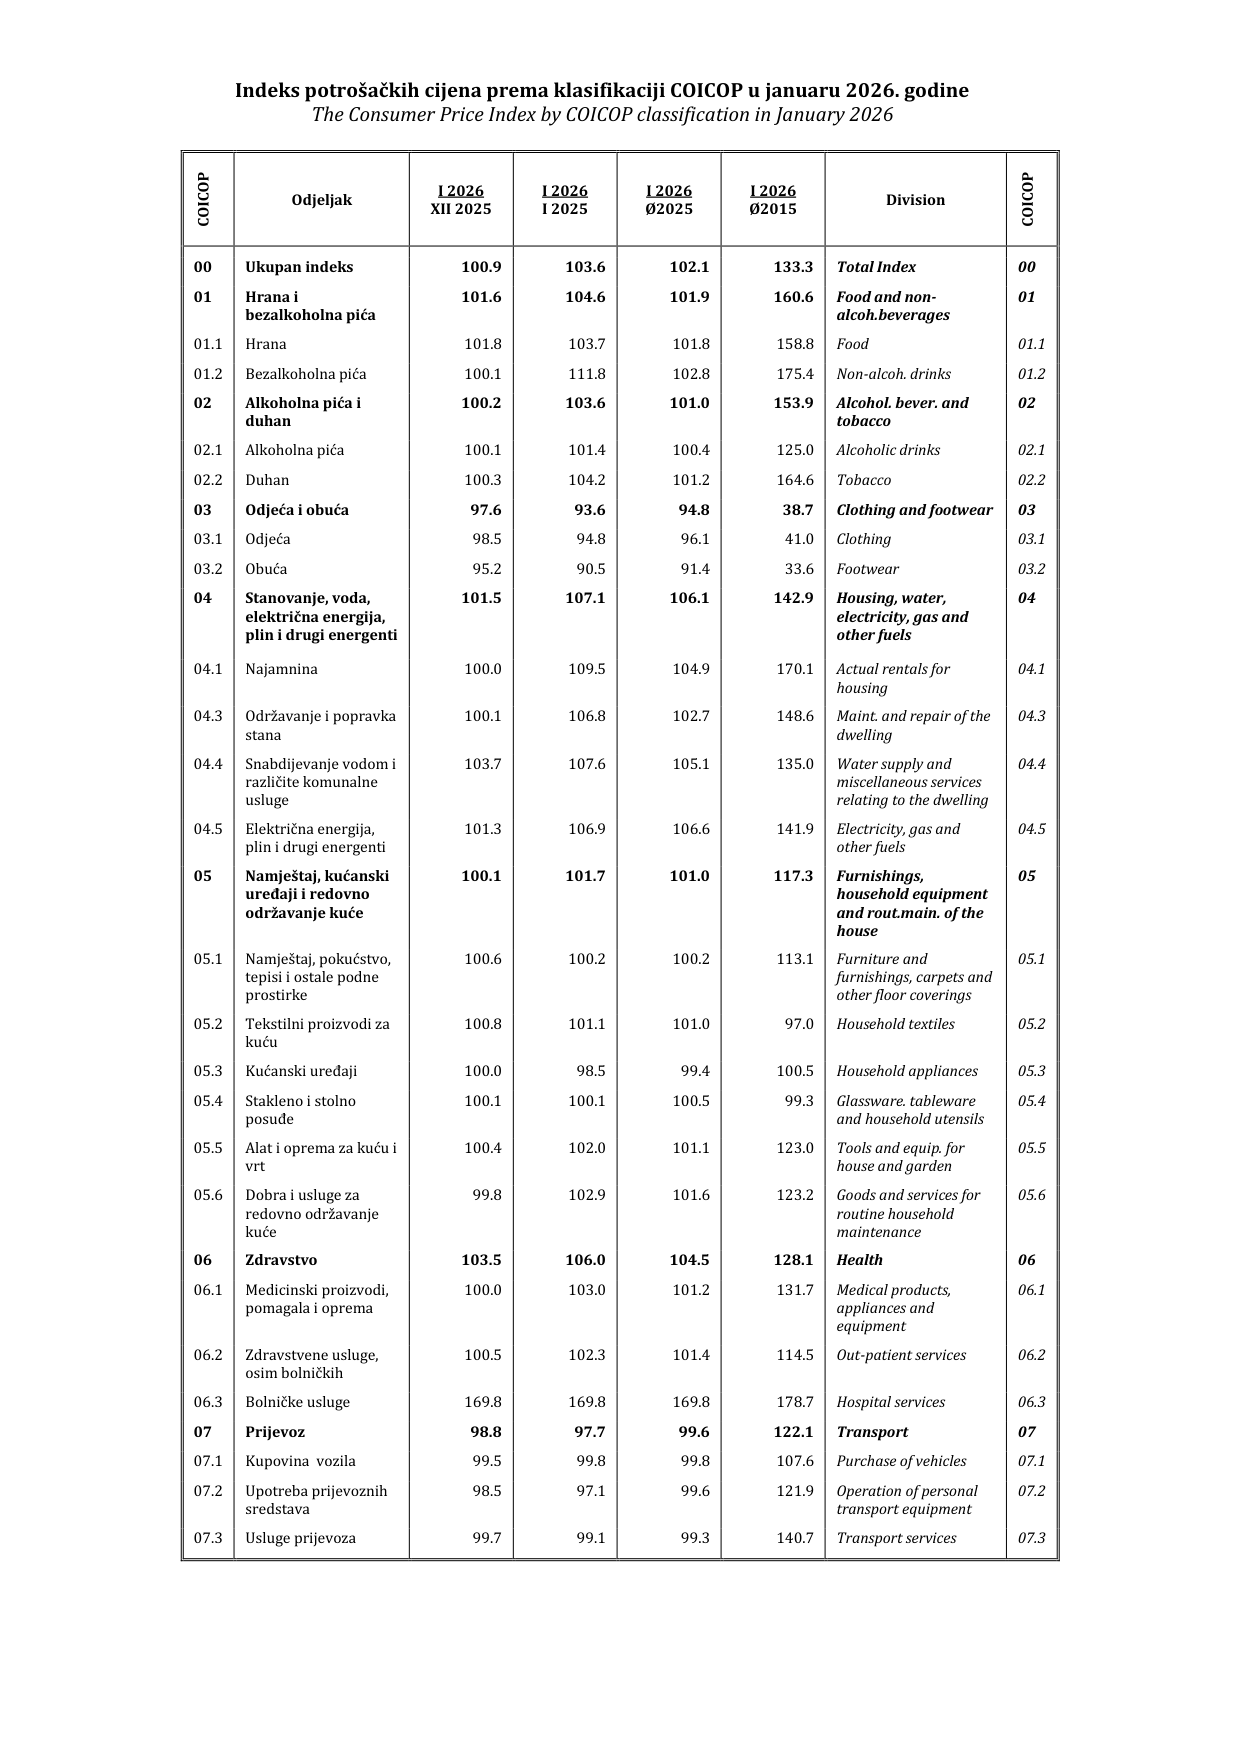 Indeks potrošačkih cijena prema klasifikaciji COICOP u januaru 2026. godine
The Consumer Price Index by COICOP classification in January 2026
COICOP Odjeljak I 2026 XII 2025 I 2026 I 2025 I 2026 Ø2025 I 2026 Ø2015 Division COICOP
00 Ukupan indeks 100.9 103.6 102.1 133.3 Total Index 00
01 Hrana i 101.6 104.6 101.9 160.6 Food and non- 01
bezalkoholna pića alcoh.beverages
01.1 Hrana 101.8 103.7 101.8 158.8 Food 01.1
01.2 Bezalkoholna pića 100.1 111.8 102.8 175.4 Non-alcoh. drinks 01.2
02 Alkoholna pića i 100.2 103.6 101.0 153.9 Alcohol. bever. and 02
duhan tobacco
02.1 Alkoholna pića 100.1 101.4 100.4 125.0 Alcoholic drinks 02.1
02.2 Duhan 100.3 104.2 101.2 164.6 Tobacco 02.2
03 Odjeća i obuća 97.6 93.6 94.8 38.7 Clothing and footwear 03
03.1 Odjeća 98.5 94.8 96.1 41.0 Clothing 03.1
03.2 Obuća 95.2 90.5 91.4 33.6 Footwear 03.2
04 Stanovanje, voda, 101.5 107.1 106.1 142.9 Housing, water, 04
električna energija, electricity, gas and
plin i drugi energenti other fuels
04.1 Najamnina 100.0 109.5 104.9 170.1 Actual rentals for 04.1
housing
04.3 Održavanje i popravka 100.1 106.8 102.7 148.6 Maint. and repair of the 04.3
stana dwelling
04.4 Snabdijevanje vodom i 103.7 107.6 105.1 135.0 Water supply and 04.4
različite komunalne miscellaneous services
usluge relating to the dwelling
04.5 Električna energija, 101.3 106.9 106.6 141.9 Electricity, gas and 04.5
plin i drugi energenti other fuels
05 Namještaj, kućanski 100.1 101.7 101.0 117.3 Furnishings, 05
uređaji i redovno household equipment
održavanje kuće and rout.main. of the
house
05.1 Namještaj, pokućstvo, 100.6 100.2 100.2 113.1 Furniture and 05.1
tepisi i ostale podne furnishings, carpets and
prostirke other floor coverings
05.2 Tekstilni proizvodi za 100.8 101.1 101.0 97.0 Household textiles 05.2
kuću
05.3 Kućanski uređaji 100.0 98.5 99.4 100.5 Household appliances 05.3
05.4 Stakleno i stolno 100.1 100.1 100.5 99.3 Glassware. tableware 05.4
posuđe and household utensils
05.5 Alat i oprema za kuću i 100.4 102.0 101.1 123.0 Tools and equip. for 05.5
vrt house and garden
05.6 Dobra i usluge za 99.8 102.9 101.6 123.2 Goods and services for 05.6
redovno održavanje routine household
kuće maintenance
06 Zdravstvo 103.5 106.0 104.5 128.1 Health 06
06.1 Medicinski proizvodi, 100.0 103.0 101.2 131.7 Medical products, 06.1
pomagala i oprema appliances and
equipment
06.2 Zdravstvene usluge, 100.5 102.3 101.4 114.5 Out-patient services 06.2
osim bolničkih
06.3 Bolničke usluge 169.8 169.8 169.8 178.7 Hospital services 06.3
07 Prijevoz 98.8 97.7 99.6 122.1 Transport 07
07.1 Kupovina vozila 99.5 99.8 99.8 107.6 Purchase of vehicles 07.1
07.2 Upotreba prijevoznih 98.5 97.1 99.6 121.9 Operation of personal 07.2
sredstava transport equipment
07.3 Usluge prijevoza 99.7 99.1 99.3 140.7 Transport services 07.3